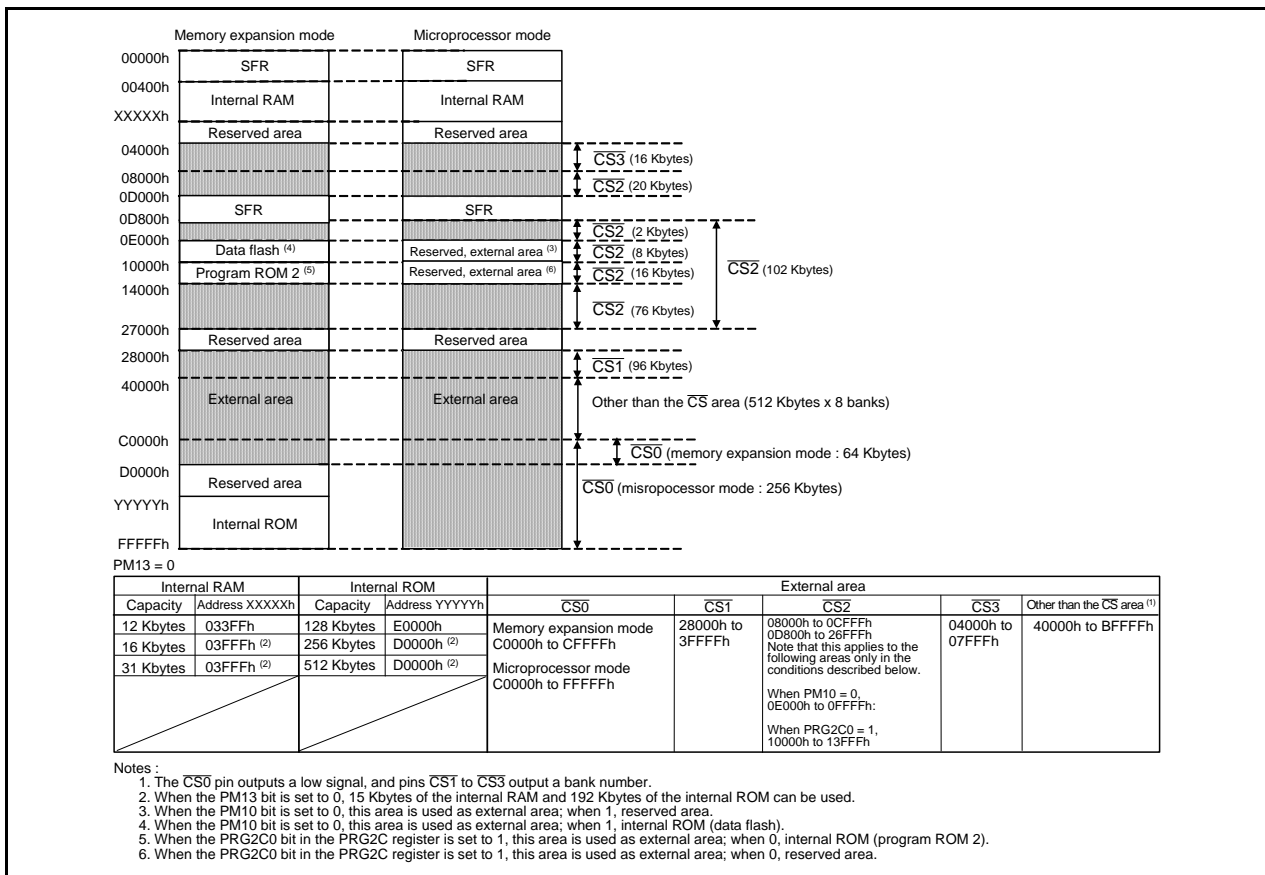 Memory expansion mode Microprocessor mode
00000h
SFR SFR
00400h
Internal RAM Internal RAM
XXXXXh
Reserved area Reserved area
04000h
CS3 (16 Kbytes)
08000h
CS2 (20 Kbytes)
0D000h
SFR SFR
0D800h
CS2 (2 Kbytes)
0E000h
Data flash (4) Reserved, external area (3) CS2 (8 Kbytes)
10000h CS2 (102 Kbytes)
Program ROM 2 (5) Reserved, external area (6) CS2 (16 Kbytes)
14000h
CS2 (76 Kbytes)
27000h
Reserved area Reserved area
28000h
CS1 (96 Kbytes)
40000h
External area External area Other than the CS area (512 Kbytes x 8 banks)
C0000h
CS0 (memory expansion mode : 64 Kbytes)
D0000h
Reserved area CS0 (misropocessor mode : 256 Kbytes)
YYYYYh
Internal ROM
FFFFFh
PM13 = 0
Internal RAM Internal ROM External area
Capacity Address XXXXXh Capacity Address YYYYYh CS0 CS1 CS2 CS3 Other than the CS area (1)
12 Kbytes 033FFh 128 Kbytes E0000h
16 Kbytes 03FFFh (2) 256 Kbytes D0000h (2)
31 Kbytes 03FFFh (2) 512 Kbytes D0000h (2)
Memory expansion mode
C0000h to CFFFFh
Microprocessor mode
C0000h to FFFFFh
28000h to
3FFFFh
08000h to 0CFFFh
0D800h to 26FFFh
Note that this applies to the
following areas only in the
conditions described below.
When PM10 = 0,
0E000h to 0FFFFh:
When PRG2C0 = 1,
10000h to 13FFFh
04000h to
07FFFh
40000h to BFFFFh
Notes :
1. The CS0 pin outputs a low signal, and pins CS1 to CS3 output a bank number.
2. When the PM13 bit is set to 0, 15 Kbytes of the internal RAM and 192 Kbytes of the internal ROM can be used.
3. When the PM10 bit is set to 0, this area is used as external area; when 1, reserved area.
4. When the PM10 bit is set to 0, this area is used as external area; when 1, internal ROM (data flash).
5. When the PRG2C0 bit in the PRG2C register is set to 1, this area is used as external area; when 0, internal ROM (program ROM 2).
6. When the PRG2C0 bit in the PRG2C register is set to 1, this area is used as external area; when 0, reserved area.